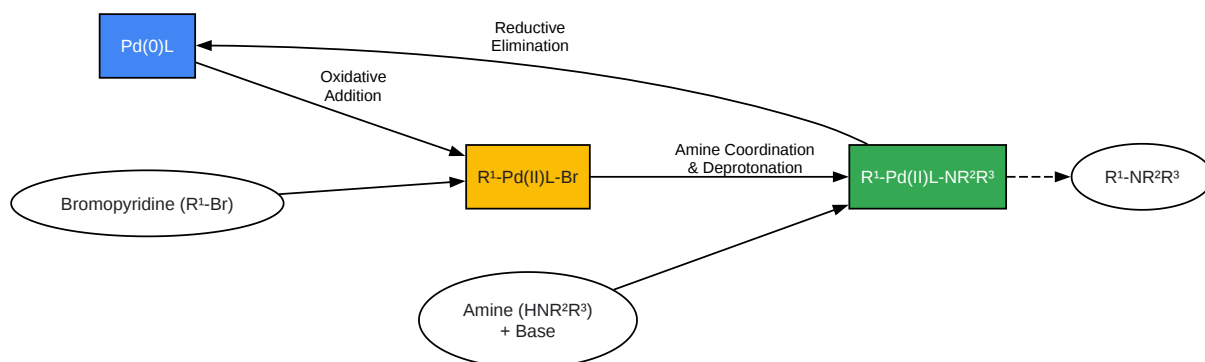 Reductive
Elimination
Pd(0)L
Oxidative
Addition
Amine Coordination
& Deprotonation
R¹-Pd(II)L-Br
R¹-Pd(II)L-NR²R³
R¹-NR²R³
Bromopyridine (R¹-Br)
Amine (HNR²R³)
+ Base